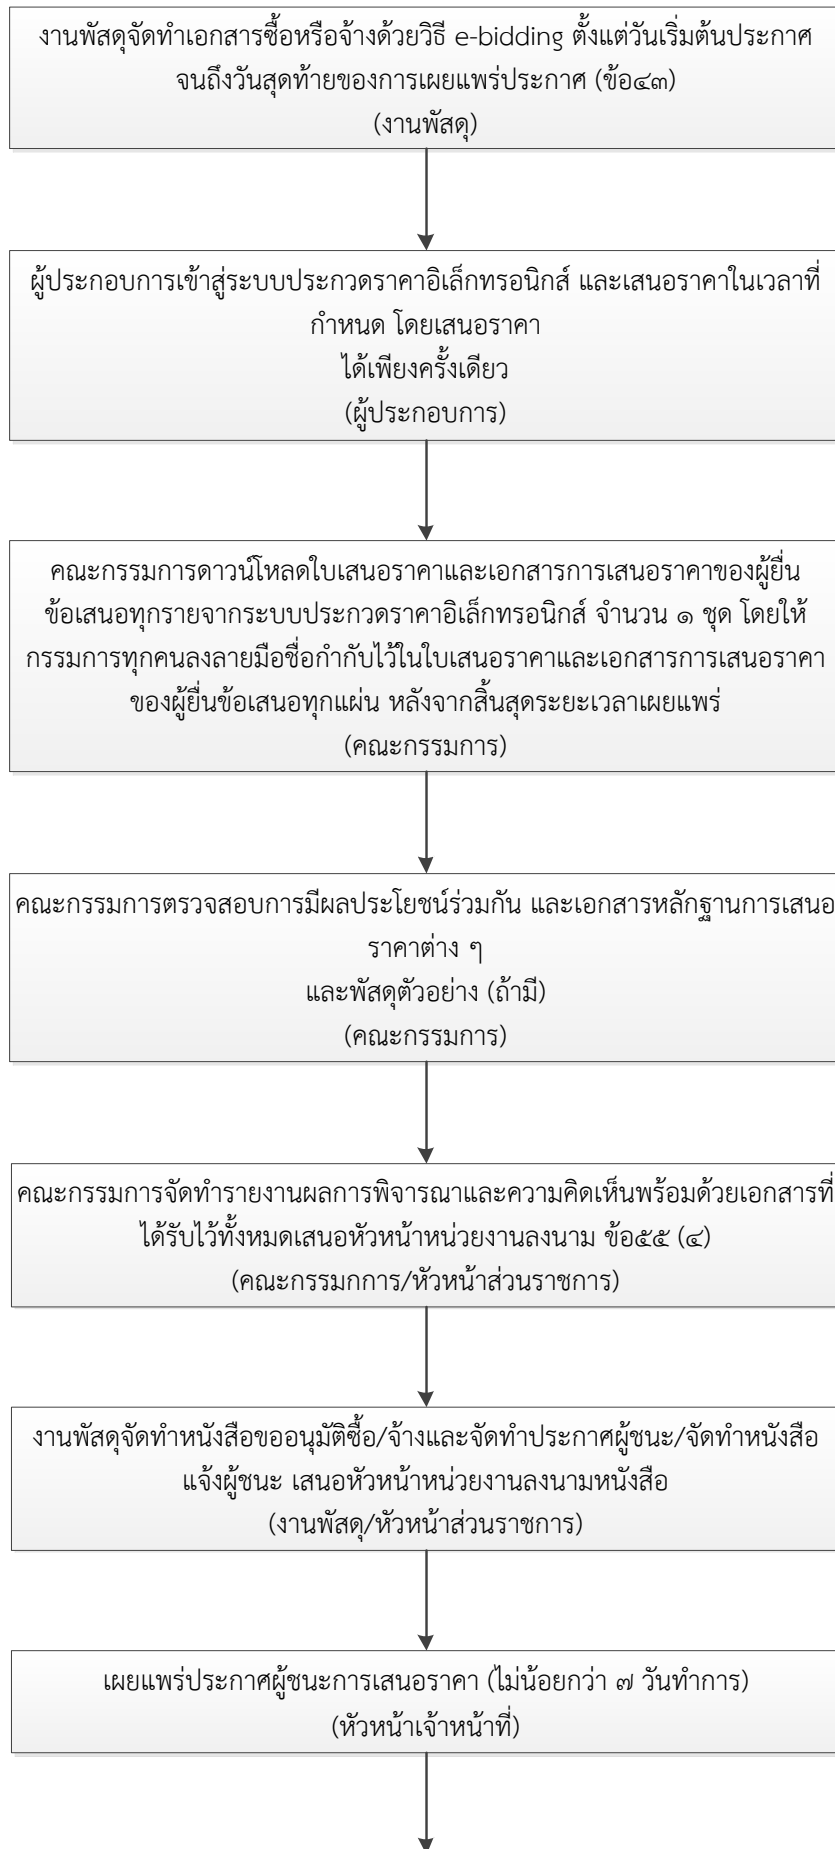 งานพัสดุจัดทำเอกสารซื้อหรือจ้างด้วยวิธี e-bidding ตั้งแต่วันเริ่มต้นประกาศ
จนถึงวันสุดท้ายของการเผยแพร่ประกาศ (ข้อ๔๓)
(งานพัสดุ)
ผู้ประกอบการเข้าสู่ระบบประกวดราคาอิเล็กทรอนิกส์ และเสนอราคาในเวลาที่
กำหนด โดยเสนอราคา
ได้เพียงครั้งเดียว
(ผู้ประกอบการ)
คณะกรรมการดาวน์โหลดใบเสนอราคาและเอกสารการเสนอราคาของผู้ยื่น
ข้อเสนอทุกรายจากระบบประกวดราคาอิเล็กทรอนิกส์ จำนวน ๑ ชุด โดยให้
กรรมการทุกคนลงลายมือชื่อกำกับไว้ในใบเสนอราคาและเอกสารการเสนอราคา
ของผู้ยื่นข้อเสนอทุกแผ่น หลังจากสิ้นสุดระยะเวลาเผยแพร่
(คณะกรรมการ)
คณะกรรมการตรวจสอบการมีผลประโยชน์ร่วมกัน และเอกสารหลักฐานการเสนอ
ราคาต่าง ๆ
และพัสดุตัวอย่าง (ถ้ามี)
(คณะกรรมการ)
คณะกรรมการจัดทำรายงานผลการพิจารณาและความคิดเห็นพร้อมด้วยเอกสารที่
ได้รับไว้ทั้งหมดเสนอหัวหน้าหน่วยงานลงนาม ข้อ๕๕ (๔)
(คณะกรรมกการ/หัวหน้าส่วนราชการ)
งานพัสดุจัดทำหนังสือขออนุมัติซื้อ/จ้างและจัดทำประกาศผู้ชนะ/จัดทำหนังสือ
แจ้งผู้ชนะ เสนอหัวหน้าหน่วยงานลงนามหนังสือ
(งานพัสดุ/หัวหน้าส่วนราชการ)
เผยแพร่ประกาศผู้ชนะการเสนอราคา (ไม่น้อยกว่า ๗ วันทำการ)
(หัวหน้าเจ้าหน้าที่)